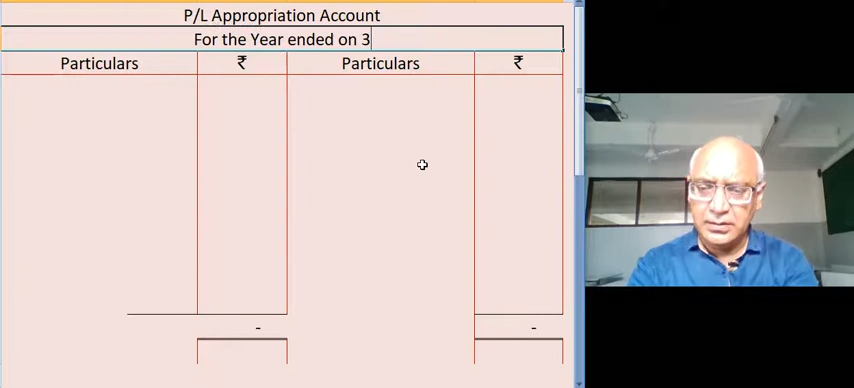 P/L Appropriation Account
For the Year ended on 3
Particulars ₹ Particulars ₹
- -